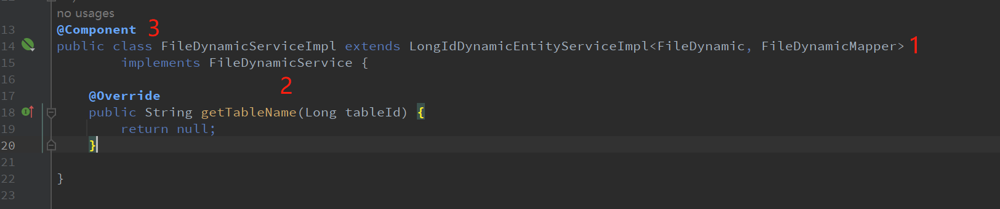 no usages
13 @Component 3
14 public class FileDynamicServiceImpl extends LongIdDynamicEntityServiceImpl<FileDynamic, FileDynamicMapper> 1
15 implements FileDynamicService {
16 2
17 @Override
18 public String getTableName(Long tableId) {
19 return null;
20 }
21
22 }
23